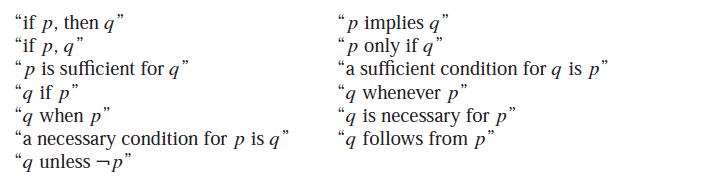 “if p, then q” “p implies q”
“if p, q” “p only if q”
“p is sufficient for q” “a sufficient condition for q is p”
“q if p” “q whenever p”
“q when p” “q is necessary for p”
“a necessary condition for p is q” “q follows from p”
“q unless ¬p”